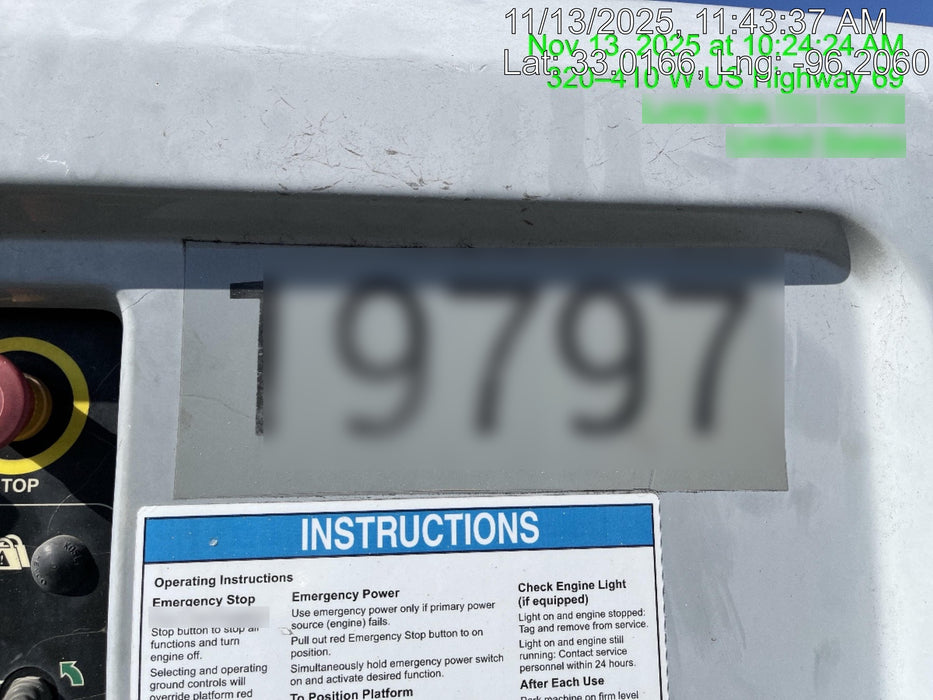 11/13/2025, 11:43:37 AM
Nov 13, 2025 at 10:24:24 AM
Lat: 33.0166, Lng: -96.2060
320–410 W US Highway 69
19797
TOP
INSTRUCTIONS
Operating Instructions
Emergency Stop
Stop button to stop all
functions and turn
engine off.
Selecting and operating
ground controls will
override platform red
Emergency Power
Use emergency power only if primary power
source (engine) fails.
Pull out red Emergency Stop button to on
position.
Simultaneously hold emergency power switch
on and activate desired function.
To Position Platform
Check Engine Light
(if equipped)
Light on and engine stopped:
Tag and remove from service.
Light on and engine still
running: Contact service
personnel within 24 hours.
After Each Use
Park machine on firm level